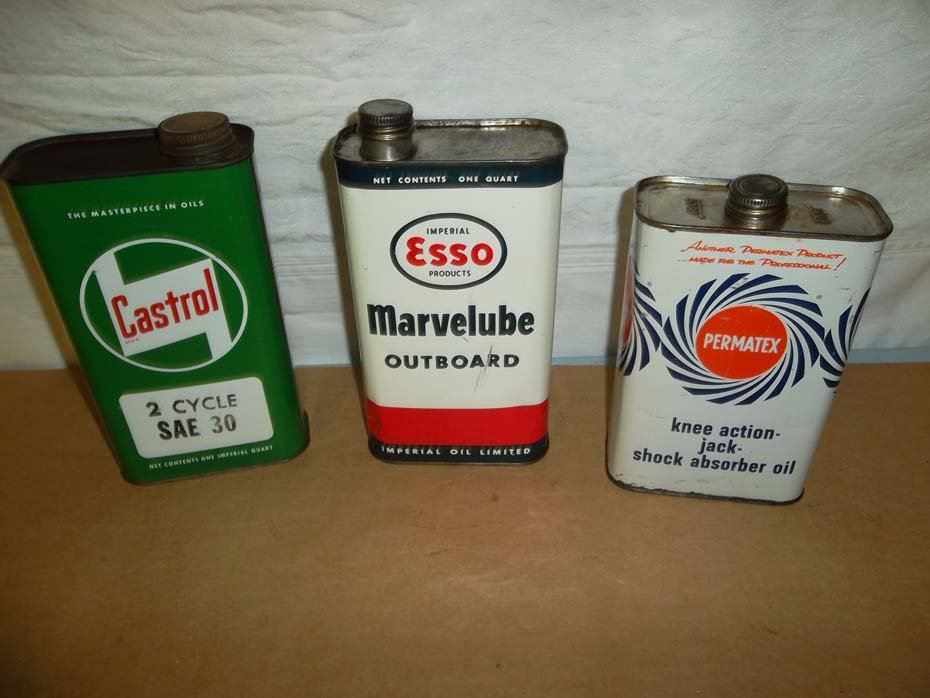 THE MASTERPIECE IN OILS
Castrol
2 CYCLE
SAE 30
NET CONTENTS ONE IMPERIAL QUART
NET CONTENTS ONE QUART
IMPERIAL
Esso
PRODUCTS
Marvelube
OUTBOARD
IMPERIAL OIL LIMITED
Another Permatex Product
...made for the Professional!
PERMATEX
knee action-
jack-
shock absorber oil